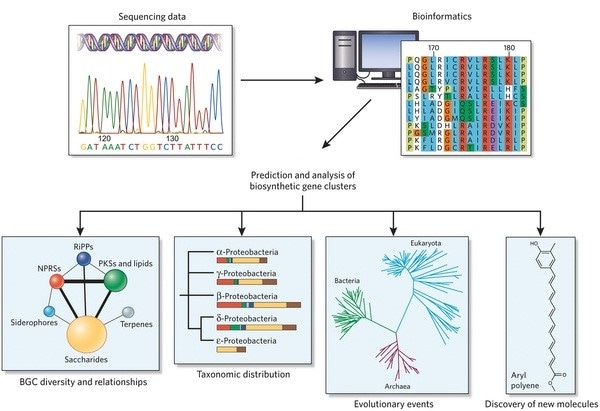 Sequencing data
Bioinformatics
120 130
GATAAATCTGGTCTTATTTCC
170 180
Prediction and analysis of
biosynthetic gene clusters
RiPPs
NPRSs
PKSs and lipids
Siderophores
Terpenes
Saccharides
BGC diversity and relationships
α-Proteobacteria
γ-Proteobacteria
β-Proteobacteria
δ-Proteobacteria
ε-Proteobacteria
Taxonomic distribution
Eukaryota
Bacteria
Archaea
Evolutionary events
HO
O
O
Aryl
polyene
Discovery of new molecules